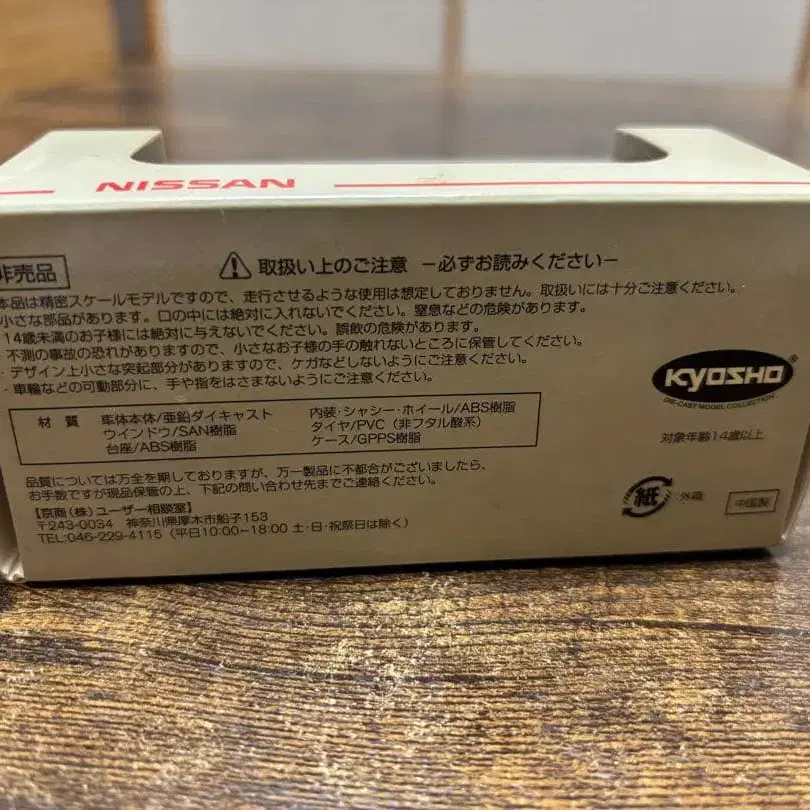 NISSAN
非売品
⚠ 取扱い上のご注意 －必ずお読みください－
本品は精密スケールモデルですので、走行させるような使用は想定しておりません。取扱いには十分ご注意ください。
小さな部品があります。口の中には絶対に入れないでください。窒息などの危険があります。
14歳未満のお子様には絶対に与えないでください。誤飲の危険があります。
不測の事故の恐れがありますので、小さなお子様の手の触れないところに保管してください。
・デザイン上小さな突起部分がありますので、ケガなどしないようにご注意ください。
・車輪などの可動部分に、手や指をはさまないようにご注意ください。
材 質 車体本体/亜鉛ダイキャスト 内装・シャシー・ホイール/ABS樹脂
ウインドウ/SAN樹脂 タイヤ/PVC（非フタル酸系）
台座/ABS樹脂 ケース/GPPS樹脂
KYOSHO®
DIE-CAST MODEL COLLECTION
対象年齢14歳以上
品質については万全を期しておりますが、万一製品に不都合がございましたら、
お手数ですが現品保管の上、下記の問い合わせ先までご連絡ください。
【京商（株）ユーザー相談室】
〒243-0034 神奈川県厚木市船子153
TEL:046-229-4115（平日10:00~18:00 土・日・祝祭日は除く）
紙 外箱
中国製